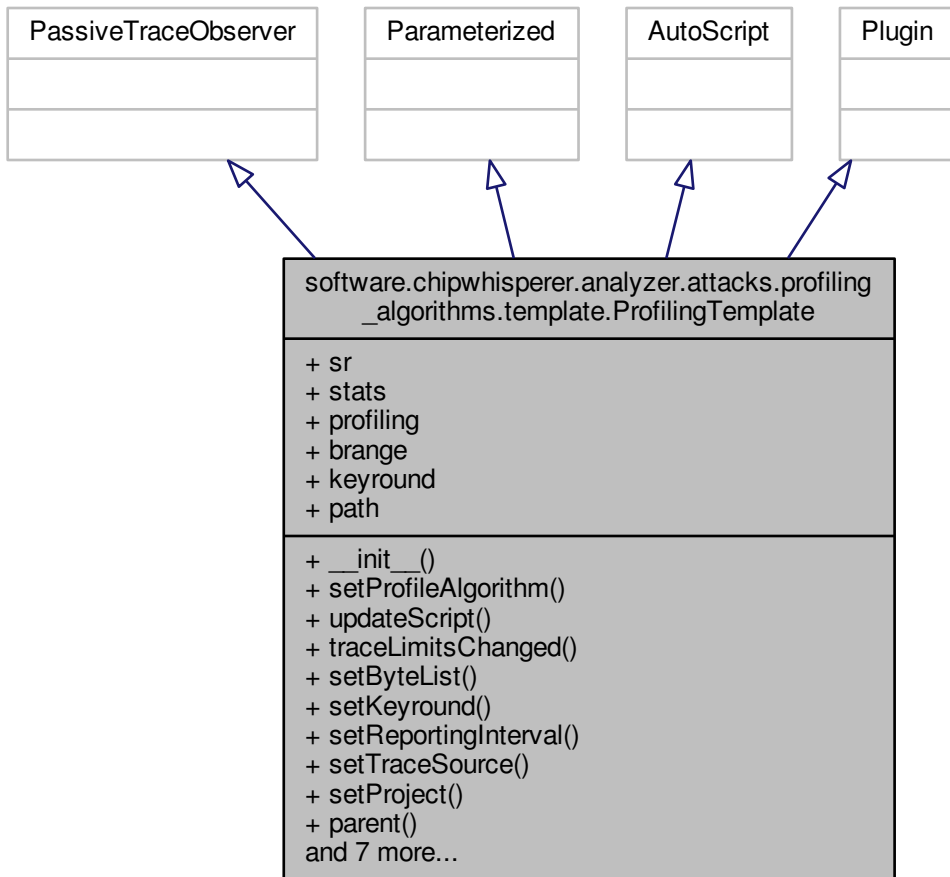 PassiveTraceObserver
Parameterized
AutoScript
Plugin
software.chipwhisperer.analyzer.attacks.profiling
_algorithms.template.ProfilingTemplate
+ sr
+ stats
+ profiling
+ brange
+ keyround
+ path
+ __init__()
+ setProfileAlgorithm()
+ updateScript()
+ traceLimitsChanged()
+ setByteList()
+ setKeyround()
+ setReportingInterval()
+ setTraceSource()
+ setProject()
+ parent()
and 7 more...